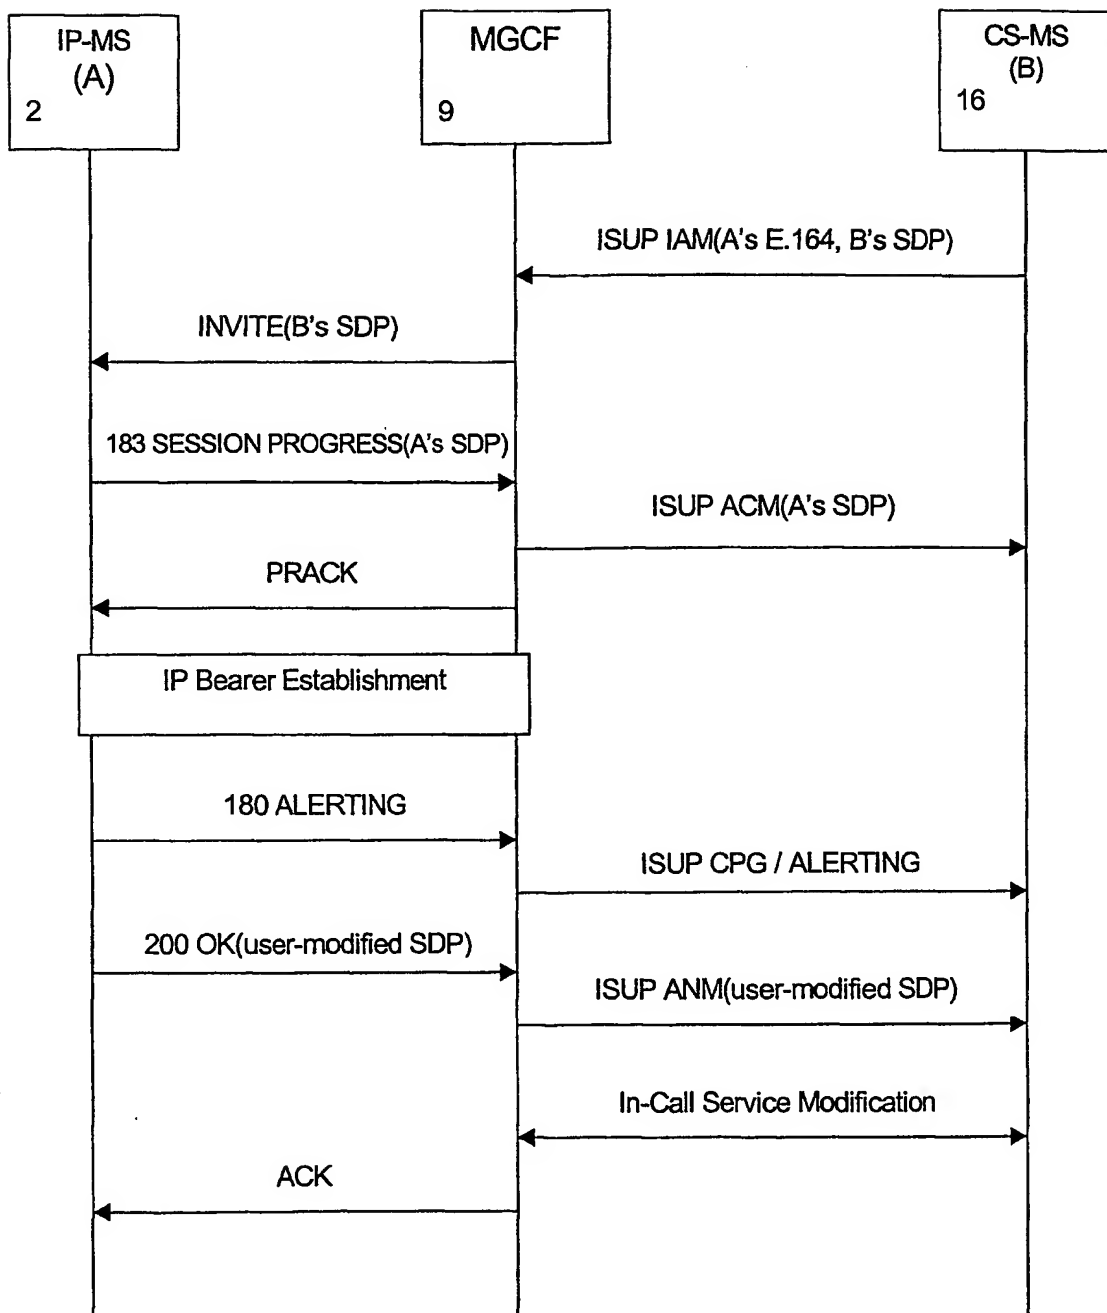 IP-MS
(A)
2
MGCF
9
CS-MS
(B)
16
ISUP IAM(A's E.164, B's SDP)
INVITE(B's SDP)
183 SESSION PROGRESS(A's SDP)
ISUP ACM(A's SDP)
PRACK
IP Bearer Establishment
180 ALERTING
ISUP CPG / ALERTING
200 OK(user-modified SDP)
ISUP ANM(user-modified SDP)
In-Call Service Modification
ACK